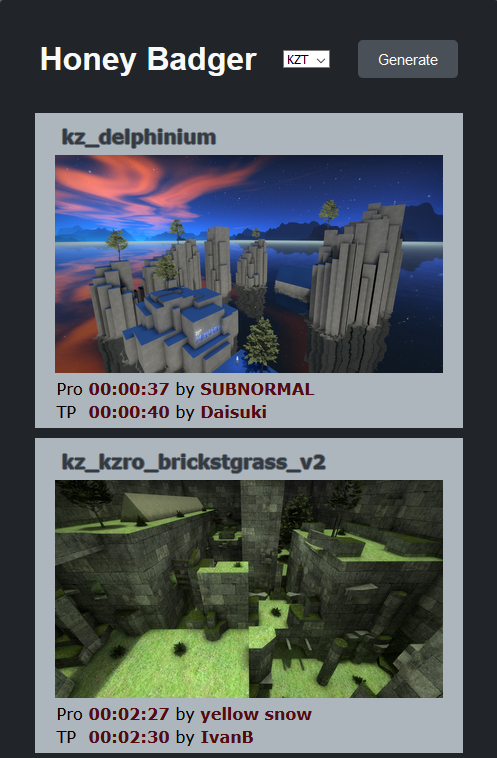 Honey Badger
KZT
Generate
kz_delphinium
Pro 00:00:37 by SUBNORMAL
TP 00:00:40 by Daisuki
kz_kzro_brickstgrass_v2
Pro 00:02:27 by yellow snow
TP 00:02:30 by IvanB